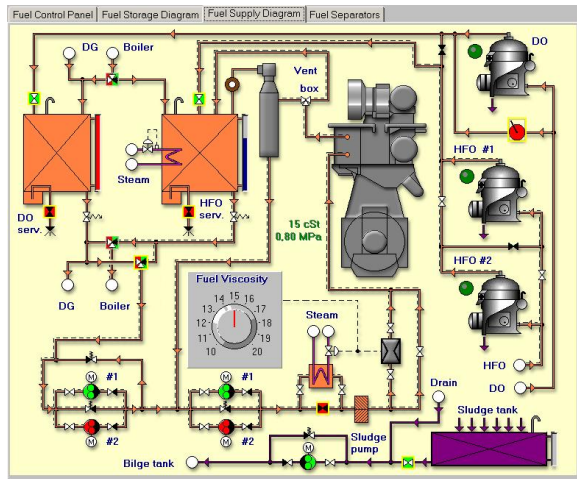 Fuel Control Panel
Fuel Storage Diagram
Fuel Supply Diagram
Fuel Separators
DG
Boiler
DO
Vent
box
HFO #1
Steam
DO
serv.
HFO
serv.
15 cSt
0,80 MPa
HFO #2
DG
Boiler
Fuel Viscosity
14 15 16
13 17
12 18
11 19
10 20
Steam
HFO
DO
M #1
M #1
M #2
M #2
Drain
Sludge tank
Sludge
pump
Bilge tank
M